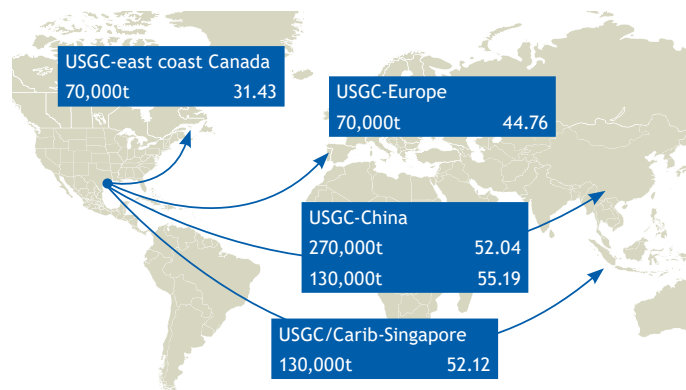 USGC-east coast Canada
70,000t 31.43
USGC-Europe
70,000t 44.76
USGC-China
270,000t 52.04
130,000t 55.19
USGC/Carib-Singapore
130,000t 52.12